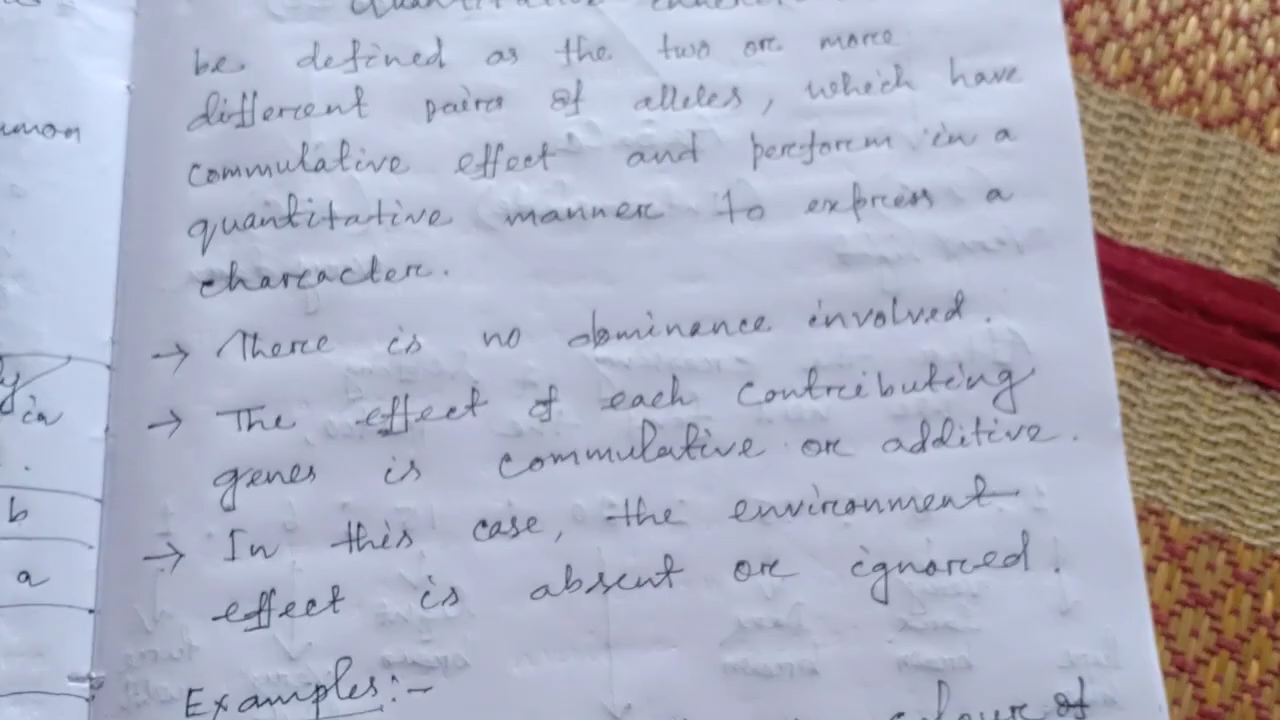 be defined as the two or more
different pairs of alleles, which have
commulative effect and perform in a
quantitative manner to express a
character.
→ There is no dominance involved.
→ The effect of each contributing
genes is commulative or additive.
→ In this case, the environment
effect is absent or ignored.
Examples:-
colour of
b
a